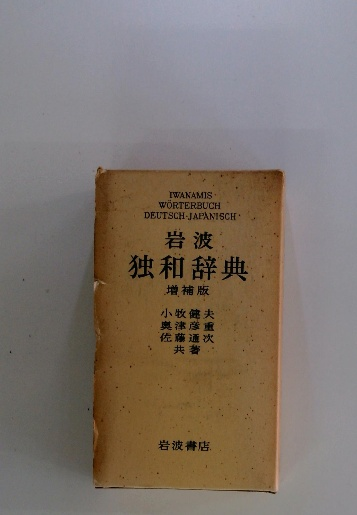 IWANAMIS
WÖRTERBUCH
DEUTSCH-JAPANISCH
岩波
独和辞典
増補版
小牧健夫
奥津彦重
佐藤通次
共著
岩波書店